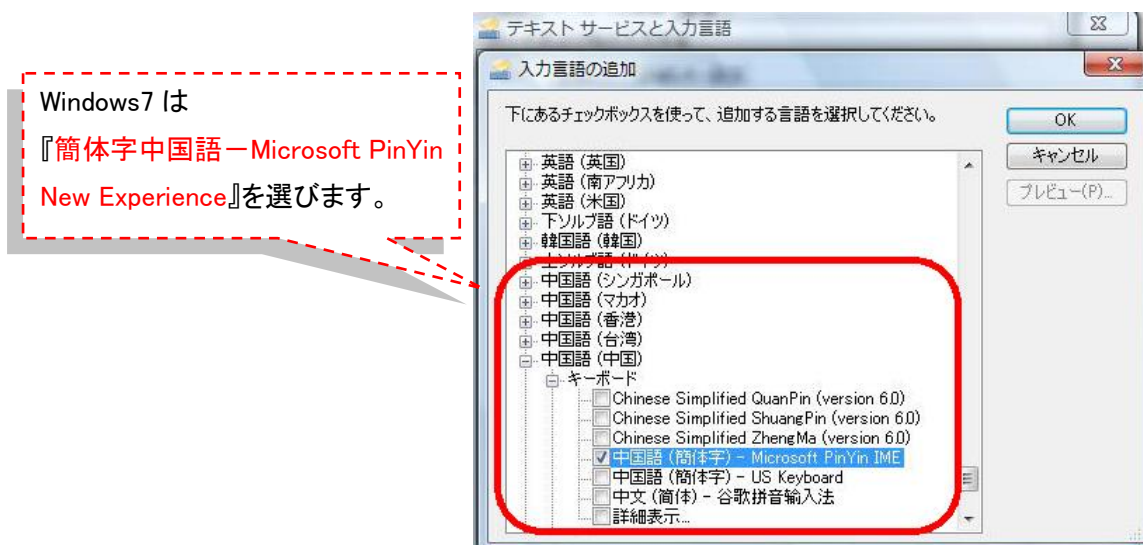 テキスト サービスと入力言語
入力言語の追加
Windows7 は
『簡体字中国語－Microsoft PinYin
New Experience』を選びます。
下にあるチェックボックスを使って、追加する言語を選択してください。
OK
キャンセル
プレビュー(P)...
英語 (英国)
英語 (南アフリカ)
英語 (米国)
下ソルブ語 (ドイツ)
韓国語 (韓国)
上ソルブ語 (ドイツ)
中国語 (シンガポール)
中国語 (マカオ)
中国語 (香港)
中国語 (台湾)
中国語 (中国)
キーボード
Chinese Simplified QuanPin (version 6.0)
Chinese Simplified ShuangPin (version 6.0)
Chinese Simplified ZhengMa (version 6.0)
中国語 (簡体字) - Microsoft PinYin IME
中国語 (簡体字) - US Keyboard
中文 (简体) - 谷歌拼音输入法
詳細表示...